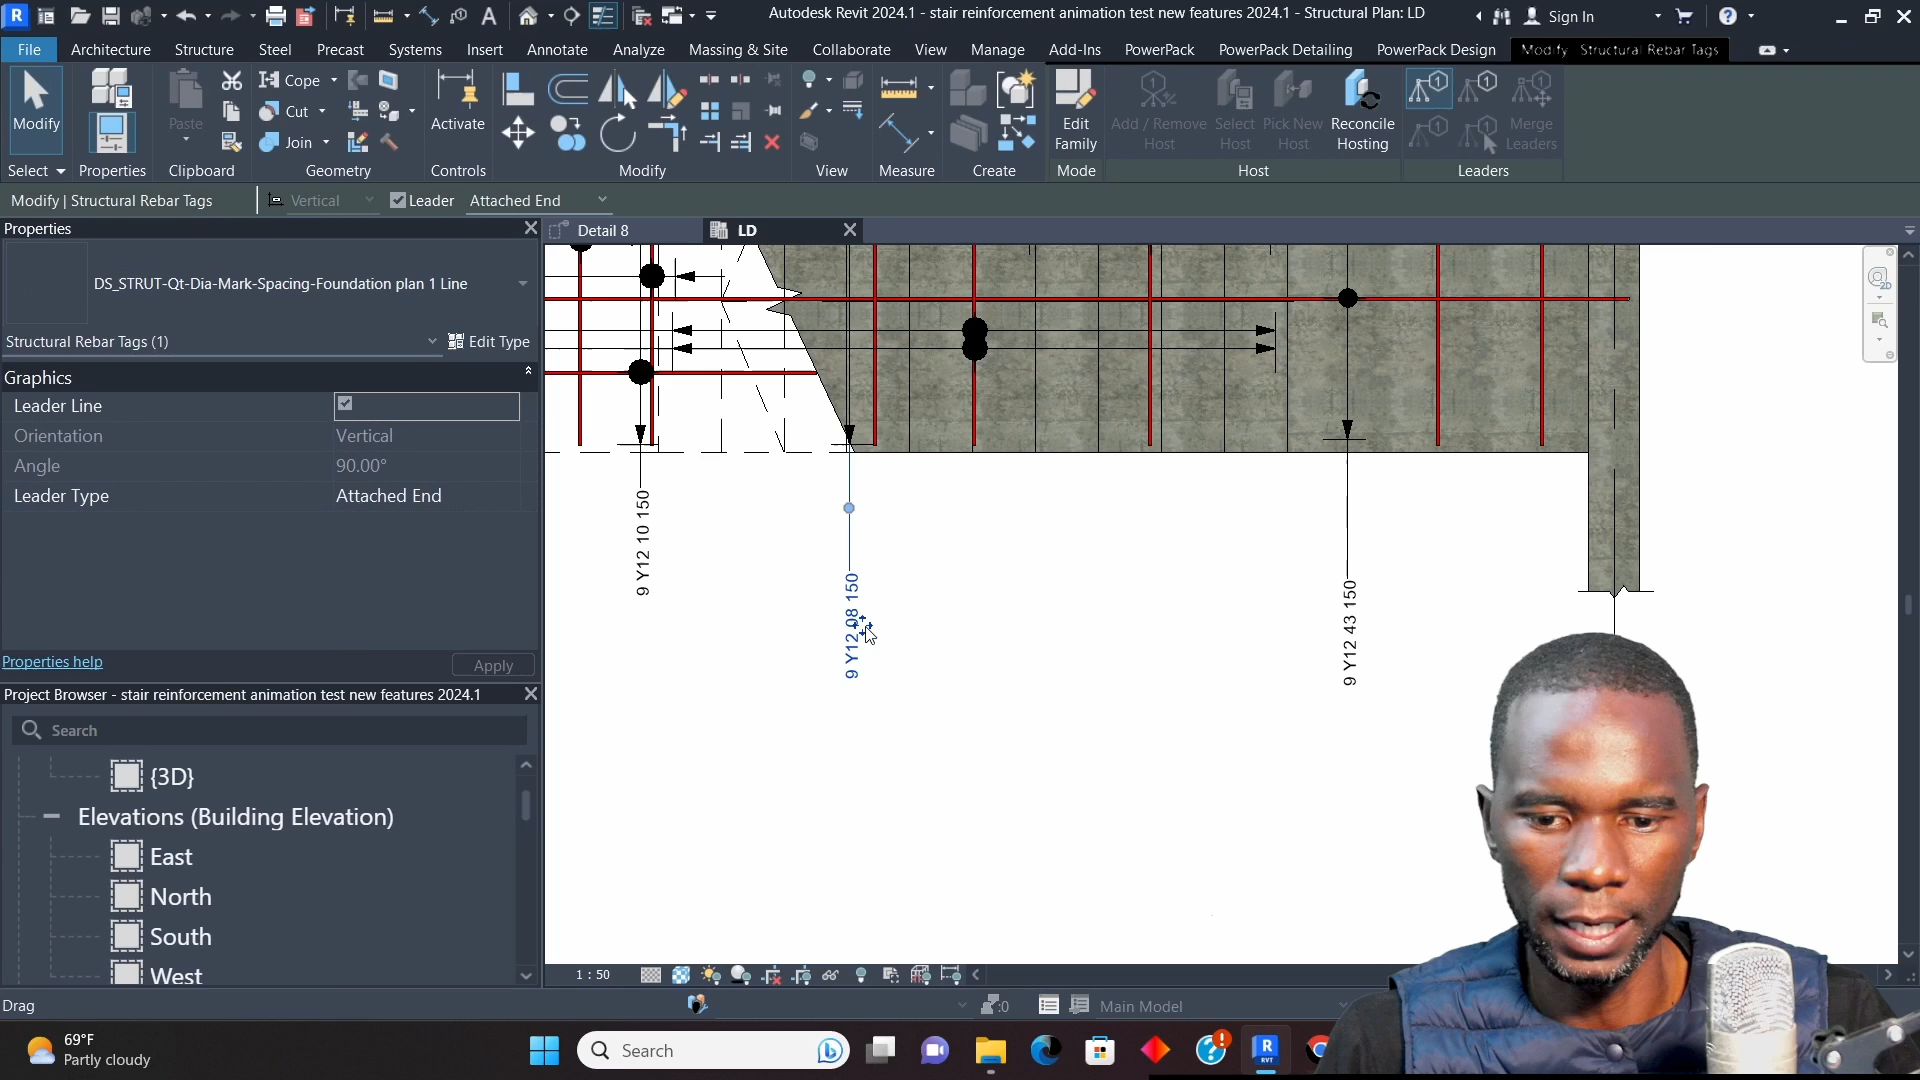 Autodesk Revit 2024.1 - stair reinforcement animation test new features 2024.1 - Structural Plan: LD
Sign In
File Architecture Structure Steel Precast Systems Insert Annotate Analyze Massing & Site Collaborate View Manage Add-Ins PowerPack PowerPack Detailing PowerPack Design Modify Structural Rebar Tags
Modify
Paste
Cope
Cut
Join
Activate
Edit Family
Add / Remove Host
Select Host
Pick New Host
Reconcile Hosting
Merge Leaders
Select Properties Clipboard Geometry Controls Modify View Measure Create Mode Host Leaders
Modify | Structural Rebar Tags Vertical Leader Attached End
Properties
Detail 8
LD
DS_STRUT-Qt-Dia-Mark-Spacing-Foundation plan 1 Line
Structural Rebar Tags (1)
Edit Type
Graphics
Leader Line
Orientation Vertical
Angle 90.00°
Leader Type Attached End
Properties help
Apply
9 Y12 10 150
9 Y12 08 150
9 Y12 43 150
2D
Project Browser - stair reinforcement animation test new features 2024.1
Search
{3D}
Elevations (Building Elevation)
East
North
South
West
1 : 50
Drag
:0
Main Model
69°F
Partly cloudy
Search
R
RVT